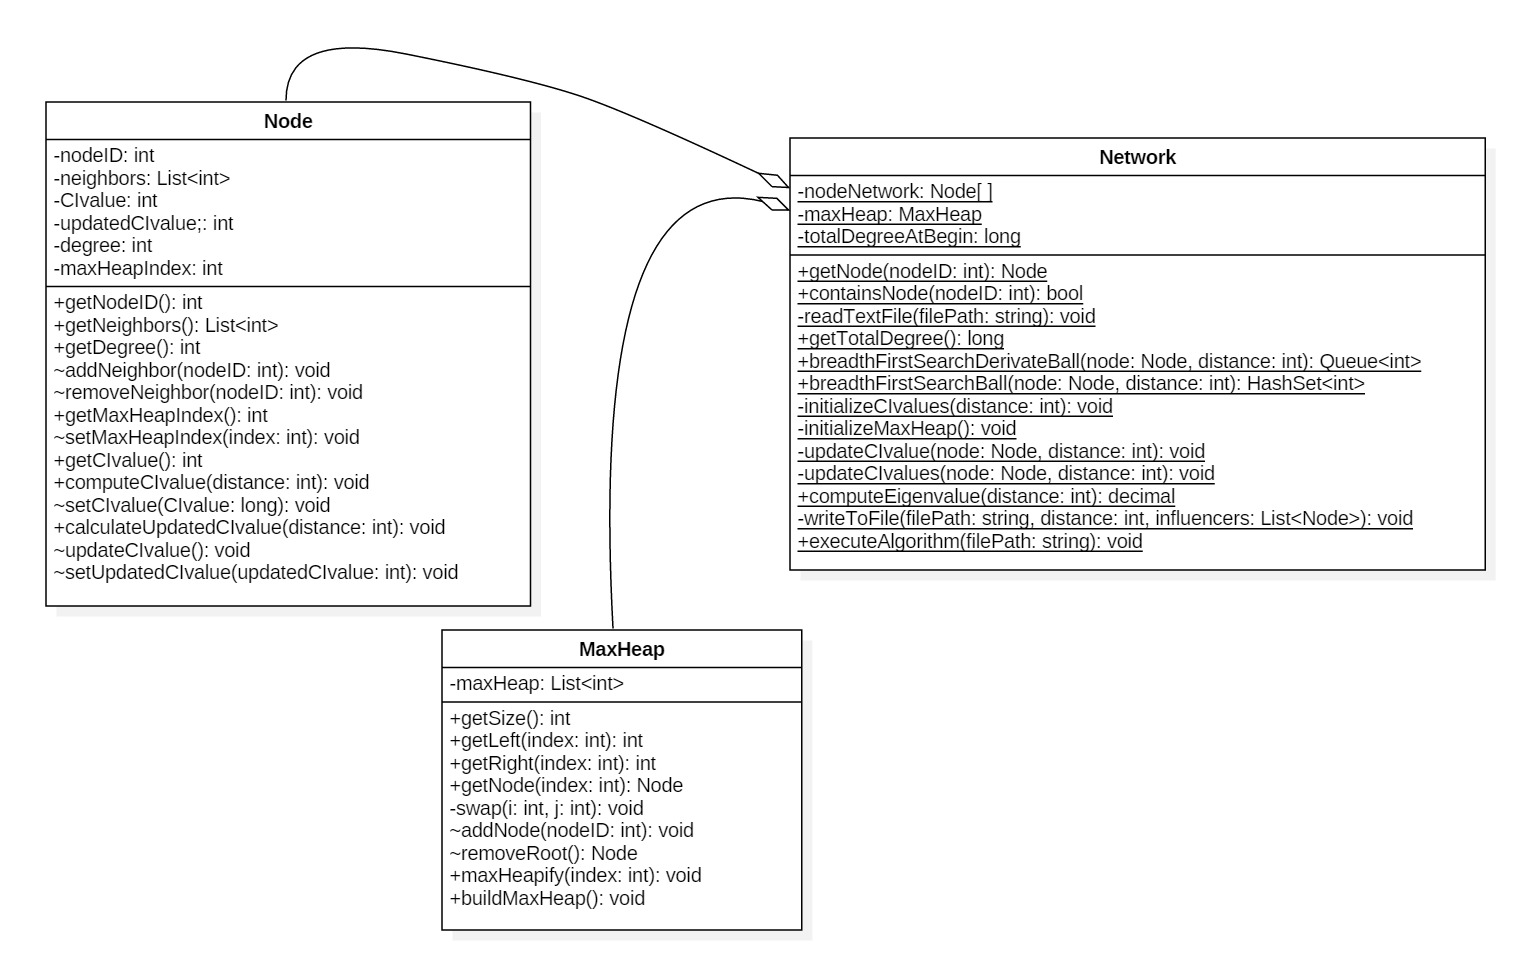 Node
-nodeID: int
-neighbors: List<int>
-CIvalue: int
-updatedCIvalue;: int
-degree: int
-maxHeapIndex: int
+getNodeID(): int
+getNeighbors(): List<int>
+getDegree(): int
~addNeighbor(nodeID: int): void
~removeNeighbor(nodeID: int): void
+getMaxHeapIndex(): int
~setMaxHeapIndex(index: int): void
+getCIvalue(): int
+computeCIvalue(distance: int): void
~setCIvalue(CIvalue: long): void
+calculateUpdatedCIvalue(distance: int): void
~updateCIvalue(): void
~setUpdatedCIvalue(updatedCIvalue: int): void
Network
-nodeNetwork: Node[ ]
-maxHeap: MaxHeap
-totalDegreeAtBegin: long
+getNode(nodeID: int): Node
+containsNode(nodeID: int): bool
-readTextFile(filePath: string): void
+getTotalDegree(): long
+breadthFirstSearchDerivateBall(node: Node, distance: int): Queue<int>
+breadthFirstSearchBall(node: Node, distance: int): HashSet<int>
-initializeCIvalues(distance: int): void
-initializeMaxHeap(): void
-updateCIvalue(node: Node, distance: int): void
-updateCIvalues(node: Node, distance: int): void
+computeEigenvalue(distance: int): decimal
-writeToFile(filePath: string, distance: int, influencers: List<Node>): void
+executeAlgorithm(filePath: string): void
MaxHeap
-maxHeap: List<int>
+getSize(): int
+getLeft(index: int): int
+getRight(index: int): int
+getNode(index: int): Node
-swap(i: int, j: int): void
~addNode(nodeID: int): void
~removeRoot(): Node
+maxHeapify(index: int): void
+buildMaxHeap(): void